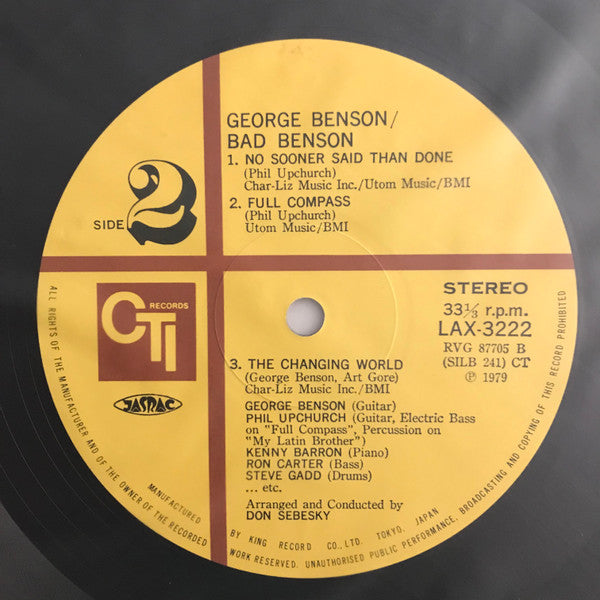 GEORGE BENSON/
BAD BENSON
1. NO SOONER SAID THAN DONE
(Phil Upchurch)
Char-Liz Music Inc./Utom Music/BMI
2. FULL COMPASS
(Phil Upchurch)
Utom Music/BMI
SIDE 2
CTI RECORDS
JASRAC
STEREO
33⅓ r.p.m.
LAX-3222
RVG 87705 B
(SILB 241) CT
℗ 1979
3. THE CHANGING WORLD
(George Benson, Art Gore)
Char-Liz Music Inc./BMI
GEORGE BENSON (Guitar)
PHIL UPCHURCH (Guitar, Electric Bass
on "Full Compass", Percussion on
"My Latin Brother")
KENNY BARRON (Piano)
RON CARTER (Bass)
STEVE GADD (Drums)
... etc.
Arranged and Conducted by
DON SEBESKY
MANUFACTURED BY KING RECORD CO., LTD. TOKYO, JAPAN
ALL RIGHTS OF THE MANUFACTURER AND OF THE OWNER OF THE RECORDED WORK RESERVED. UNAUTHORISED PUBLIC PERFORMANCE, BROADCASTING AND COPYING OF THIS RECORD PROHIBITED